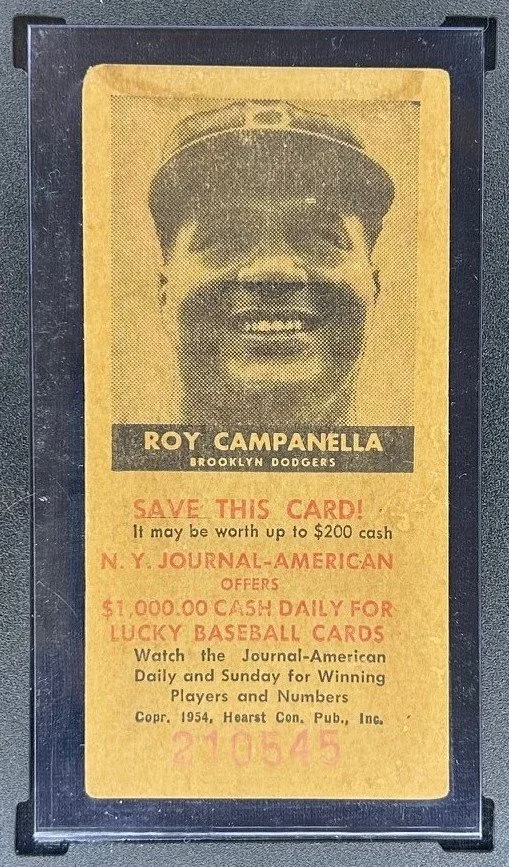 B
ROY CAMPANELLA
BROOKLYN DODGERS
SAVE THIS CARD!
It may be worth up to $200 cash
N. Y. JOURNAL-AMERICAN
OFFERS
$1,000.00 CASH DAILY FOR
LUCKY BASEBALL CARDS
Watch the Journal-American
Daily and Sunday for Winning
Players and Numbers
Copr. 1954, Hearst Con. Pub., Inc.
210545